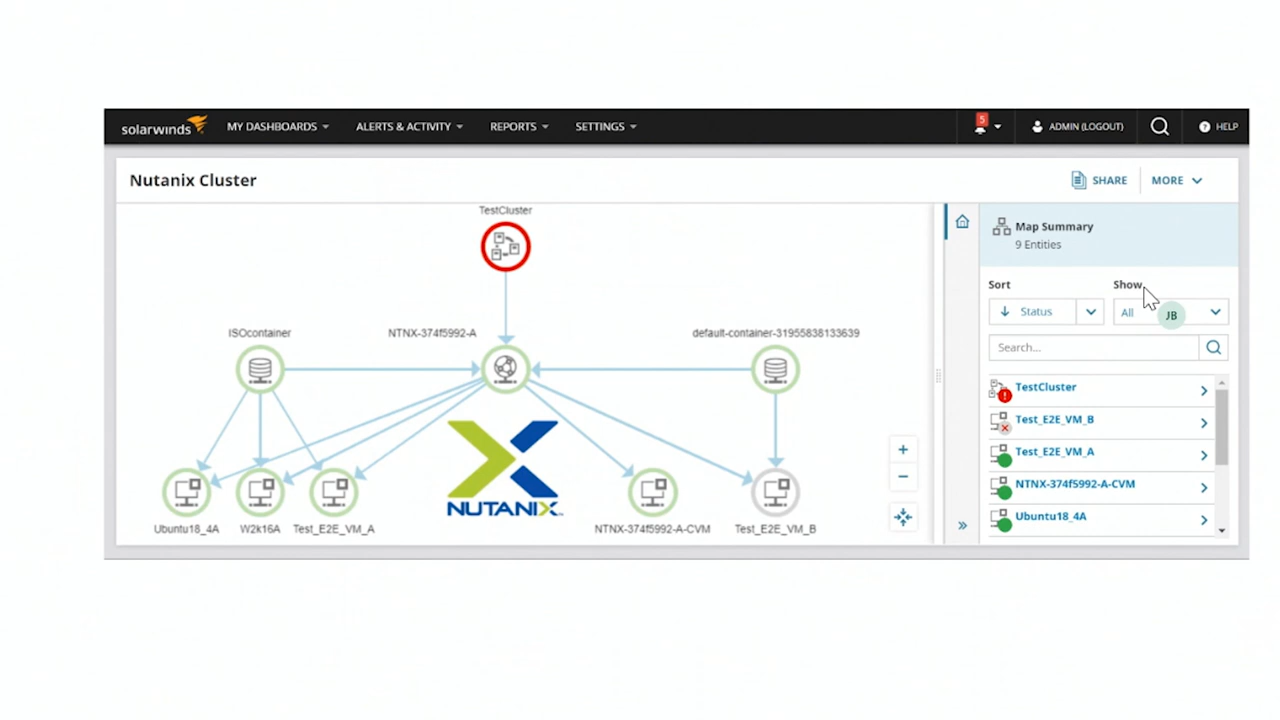 solarwinds MY DASHBOARDS ALERTS & ACTIVITY REPORTS SETTINGS 5 ADMIN (LOGOUT) ? HELP
Nutanix Cluster SHARE MORE
TestCluster
ISOcontainer NTNX-374f5992-A default-container-31955838133639
NUTANIX
Ubuntu18_4A W2k16A Test_E2E_VM_A NTNX-374f5992-A-CVM Test_E2E_VM_B
Map Summary
9 Entities
Sort Show
Status All JB
Search...
TestCluster
Test_E2E_VM_B
Test_E2E_VM_A
NTNX-374f5992-A-CVM
Ubuntu18_4A